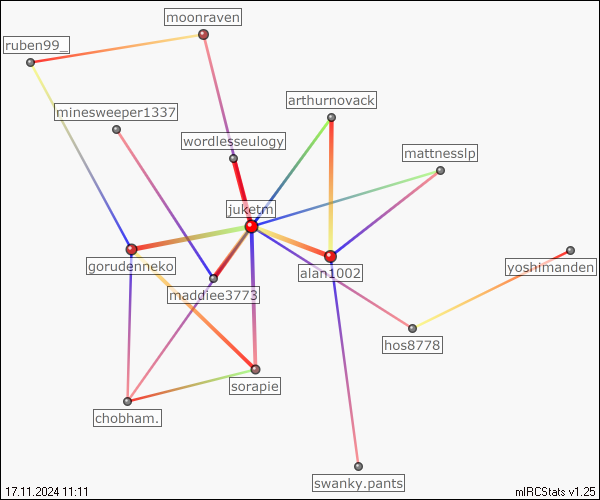 moonraven
ruben99_
arthurnovack
minesweeper1337
wordlesseulogy
mattnesslp
juketm
gorudenneko
alan1002
yoshimanden
maddiee3773
hos8778
sorapie
chobham.
swanky.pants
17.11.2024 11:11
mIRCStats v1.25